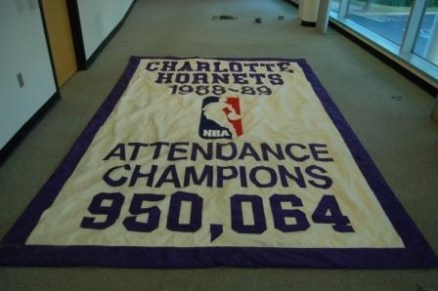 CHARLOTTE
HORNETS
1988-89
NBA
ATTENDANCE
CHAMPIONS
950,064